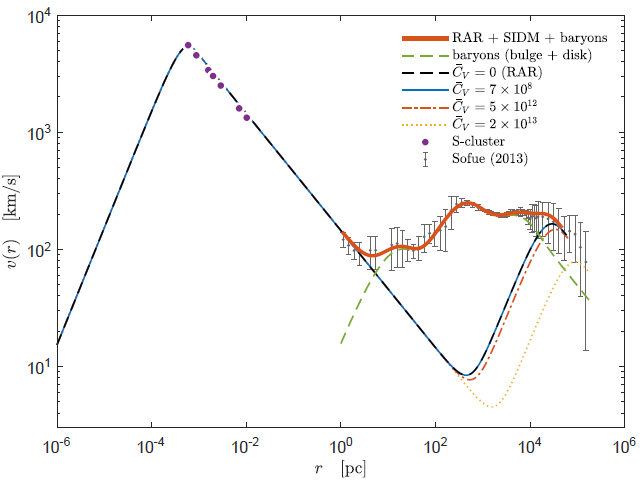 10^4
10^3
10^2
10^1
v(r) [km/s]
RAR + SIDM + baryons
baryons (bulge + disk)
C̄_V = 0 (RAR)
C̄_V = 7 × 10^8
C̄_V = 5 × 10^12
C̄_V = 2 × 10^13
S-cluster
Sofue (2013)
10^-6 10^-4 10^-2 10^0 10^2 10^4 10^6
r [pc]